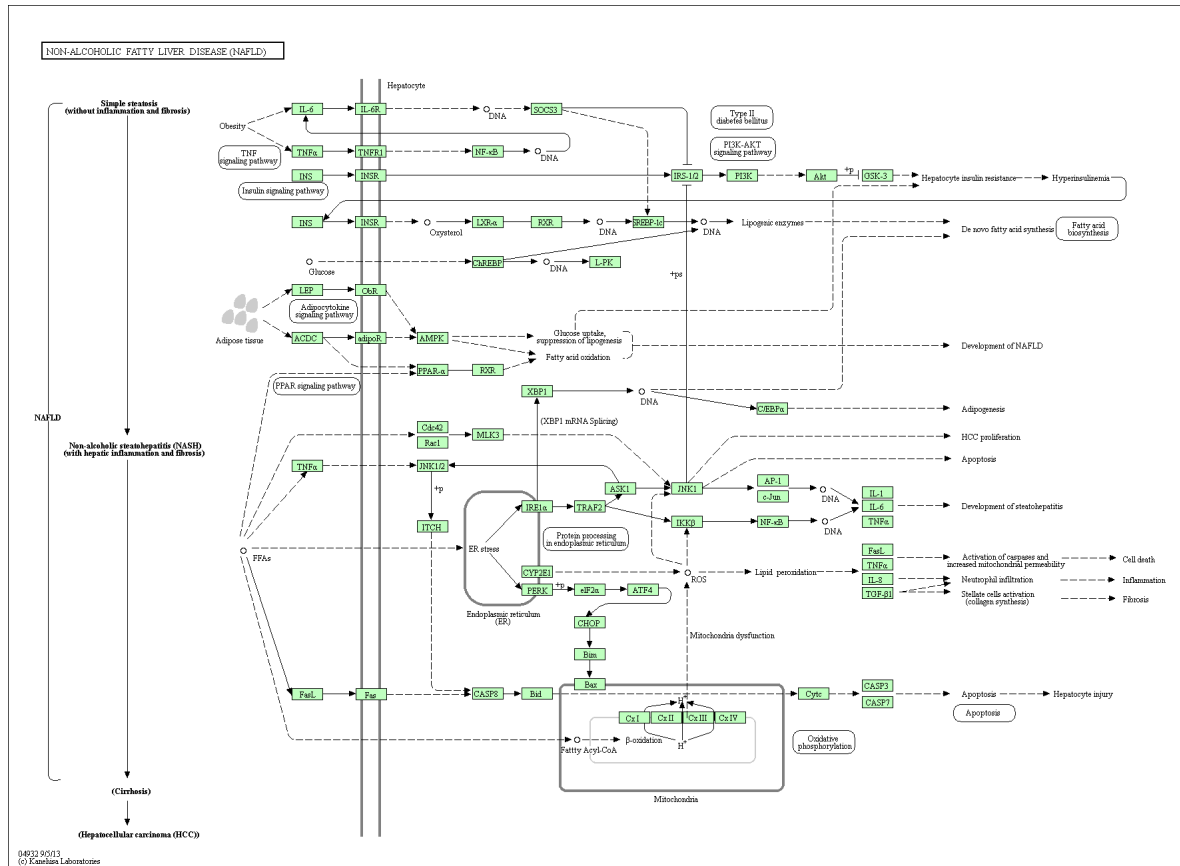 NON-ALCOHOLIC FATTY LIVER DISEASE (NAFLD)
Hepatocyte
Simple steatosis
(without inflammation and fibrosis)
IL-6
IL-6R
DNA
SOCS3
Type II
diabetes bellitus
Obesity
TNF
signaling pathway
TNFα
TNFR1
NF-κB
DNA
PI3K-AKT
signaling pathway
INS
INSR
IRS-1/2
PI3K
Akt
+p
GSK-3
Hepatocyte insulin resistance
Hyperinsulinemia
Insulin signaling pathway
INS
INSR
Oxysterol
LXR-α
RXR
DNA
SREBP-1c
DNA
Lipogenic enzymes
De novo fatty acid synthesis
Fatty acid
biosynthesis
Glucose
ChREBP
DNA
L-PK
+ps
LEP
ObR
Adipocytokine
signaling pathway
Adipose tissue
ACDC
adipoR
AMPK
Glucose uptake,
suppression of lipogenesis
Fatty acid oxidation
Development of NAFLD
PPAR-α
RXR
PPAR signaling pathway
XBP1
DNA
C/EBPα
Adipogenesis
(XBP1 mRNA Splicing)
NAFLD
Non-alcoholic steatohepatitis (NASH)
(with hepatic inflammation and fibrosis)
Cdc42
Rac1
MLK3
HCC proliferation
Apoptosis
TNFα
JNK1/2
+p
ASK1
JNK1
AP-1
c-Jun
DNA
IL-1
IL-6
TNFα
Development of steatohepatitis
IRE1α
TRAF2
IKKβ
NF-κB
DNA
ITCH
Protein processing
in endoplasmic reticulum
FFAs
ER stress
CYP2E1
ROS
Lipid peroxidation
FasL
TNFα
IL-8
TGF-β1
Activation of caspases and
increased mitochondrial permeability
Cell death
Neutrophil infiltration
Inflammation
Stellate cells activation
(collagen synthesis)
Fibrosis
PERK
+p
eIF2α
ATF4
Endoplasmic reticulum
(ER)
CHOP
Mitochondria dysfunction
Bim
Bax
FasL
Fas
CASP8
Bid
Cytc
CASP3
CASP7
Apoptosis
Hepatocyte injury
Apoptosis
H⁺
Cx I
Cx II
Cx III
Cx IV
Fattty Acyl-CoA
β-oxidation
H⁺
Oxidative
phosphorylation
Mitochondria
(Cirrhosis)
(Hepatocellular carcinoma (HCC))
04932 9/5/13
(c) Kanehisa Laboratories